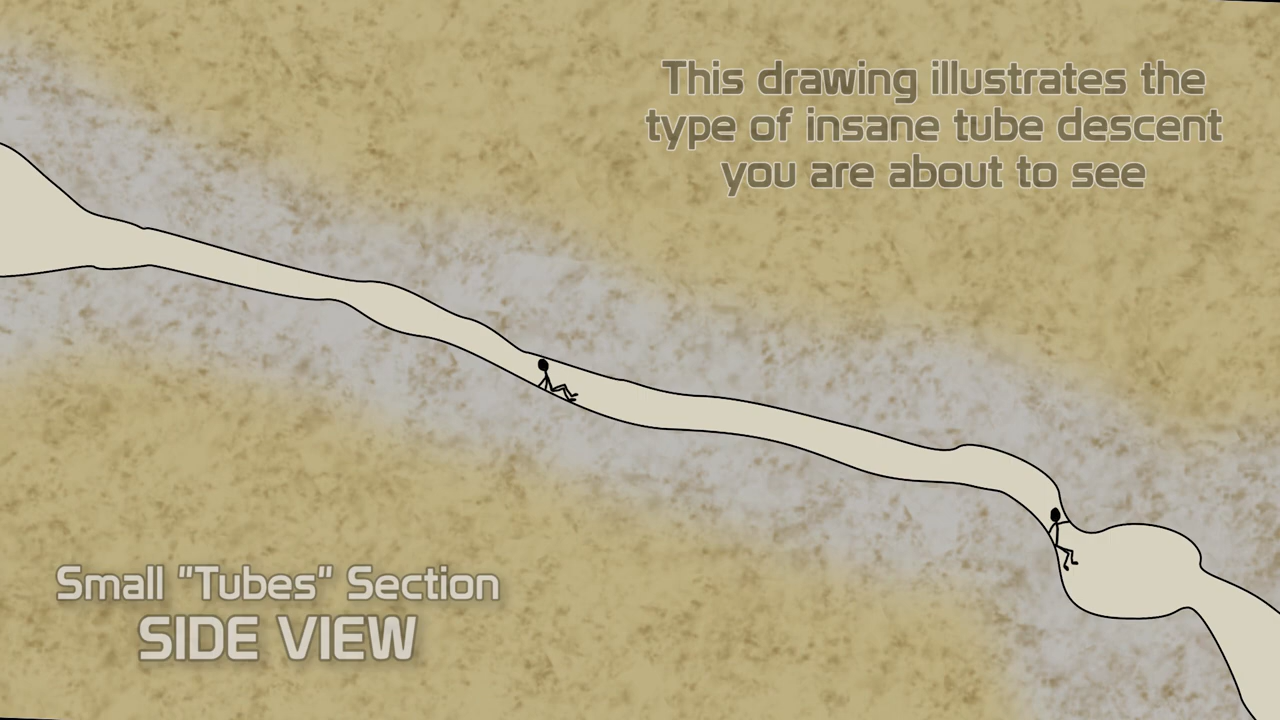 This drawing illustrates the
type of insane tube descent
you are about to see
Small "Tubes" Section
SIDE VIEW